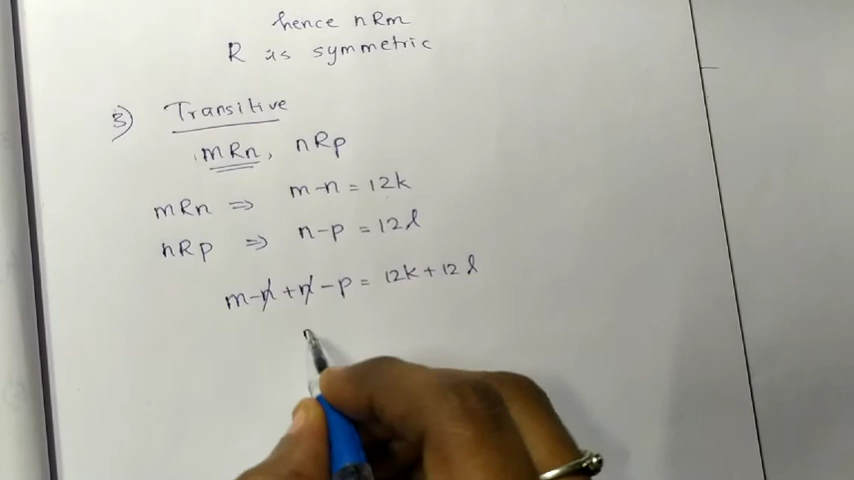 hence nRm
R is symmetric
3) Transitive
mRn, nRp
mRn ⇒ m-n = 12k
nRp ⇒ n-p = 12l
m-n+n-p = 12k+12l